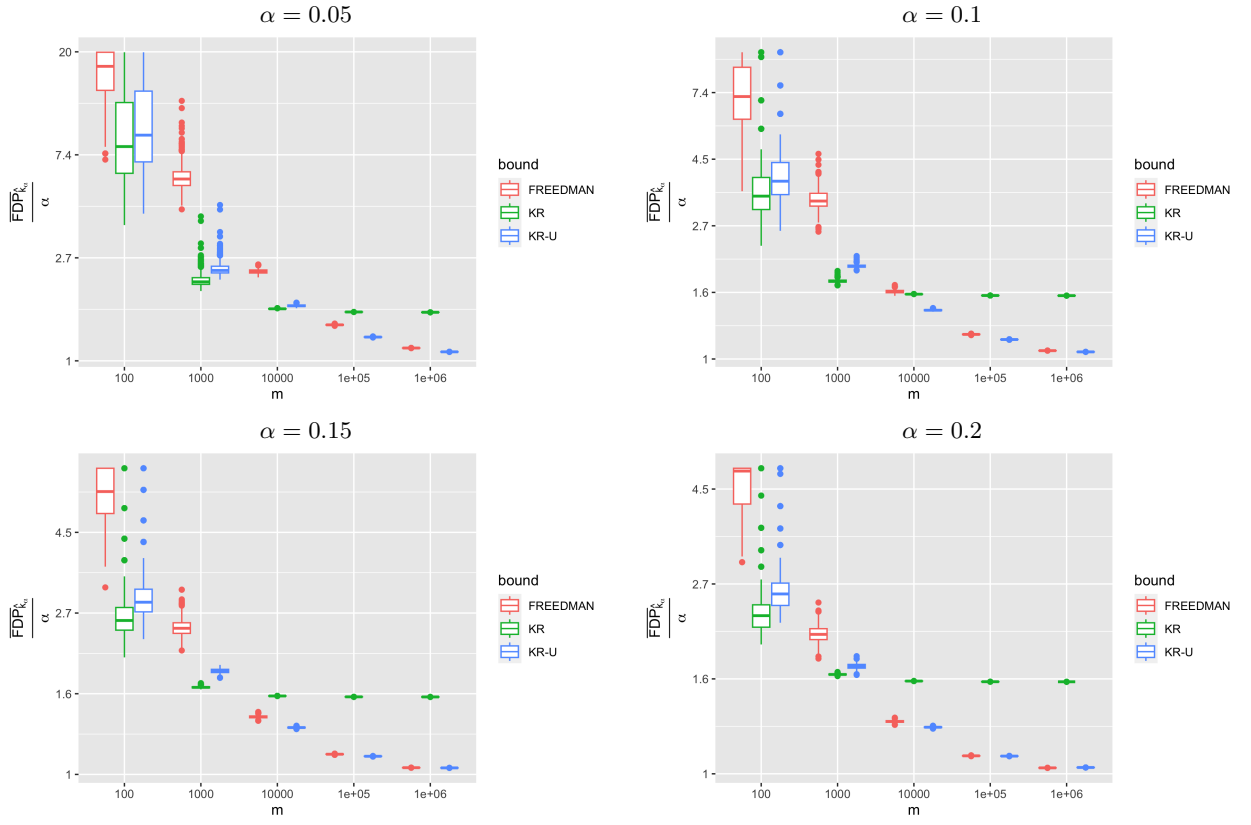 α = 0.05
20
7.4
2.7
1
100
1000
10000
1e+05
1e+06
m
FDP k̂α
α
bound
FREEDMAN
KR
KR-U
α = 0.1
7.4
4.5
2.7
1.6
1
100
1000
10000
1e+05
1e+06
m
FDP k̂α
α
bound
FREEDMAN
KR
KR-U
α = 0.15
4.5
2.7
1.6
1
100
1000
10000
1e+05
1e+06
m
FDP k̂α
α
bound
FREEDMAN
KR
KR-U
α = 0.2
4.5
2.7
1.6
1
100
1000
10000
1e+05
1e+06
m
FDP k̂α
α
bound
FREEDMAN
KR
KR-U